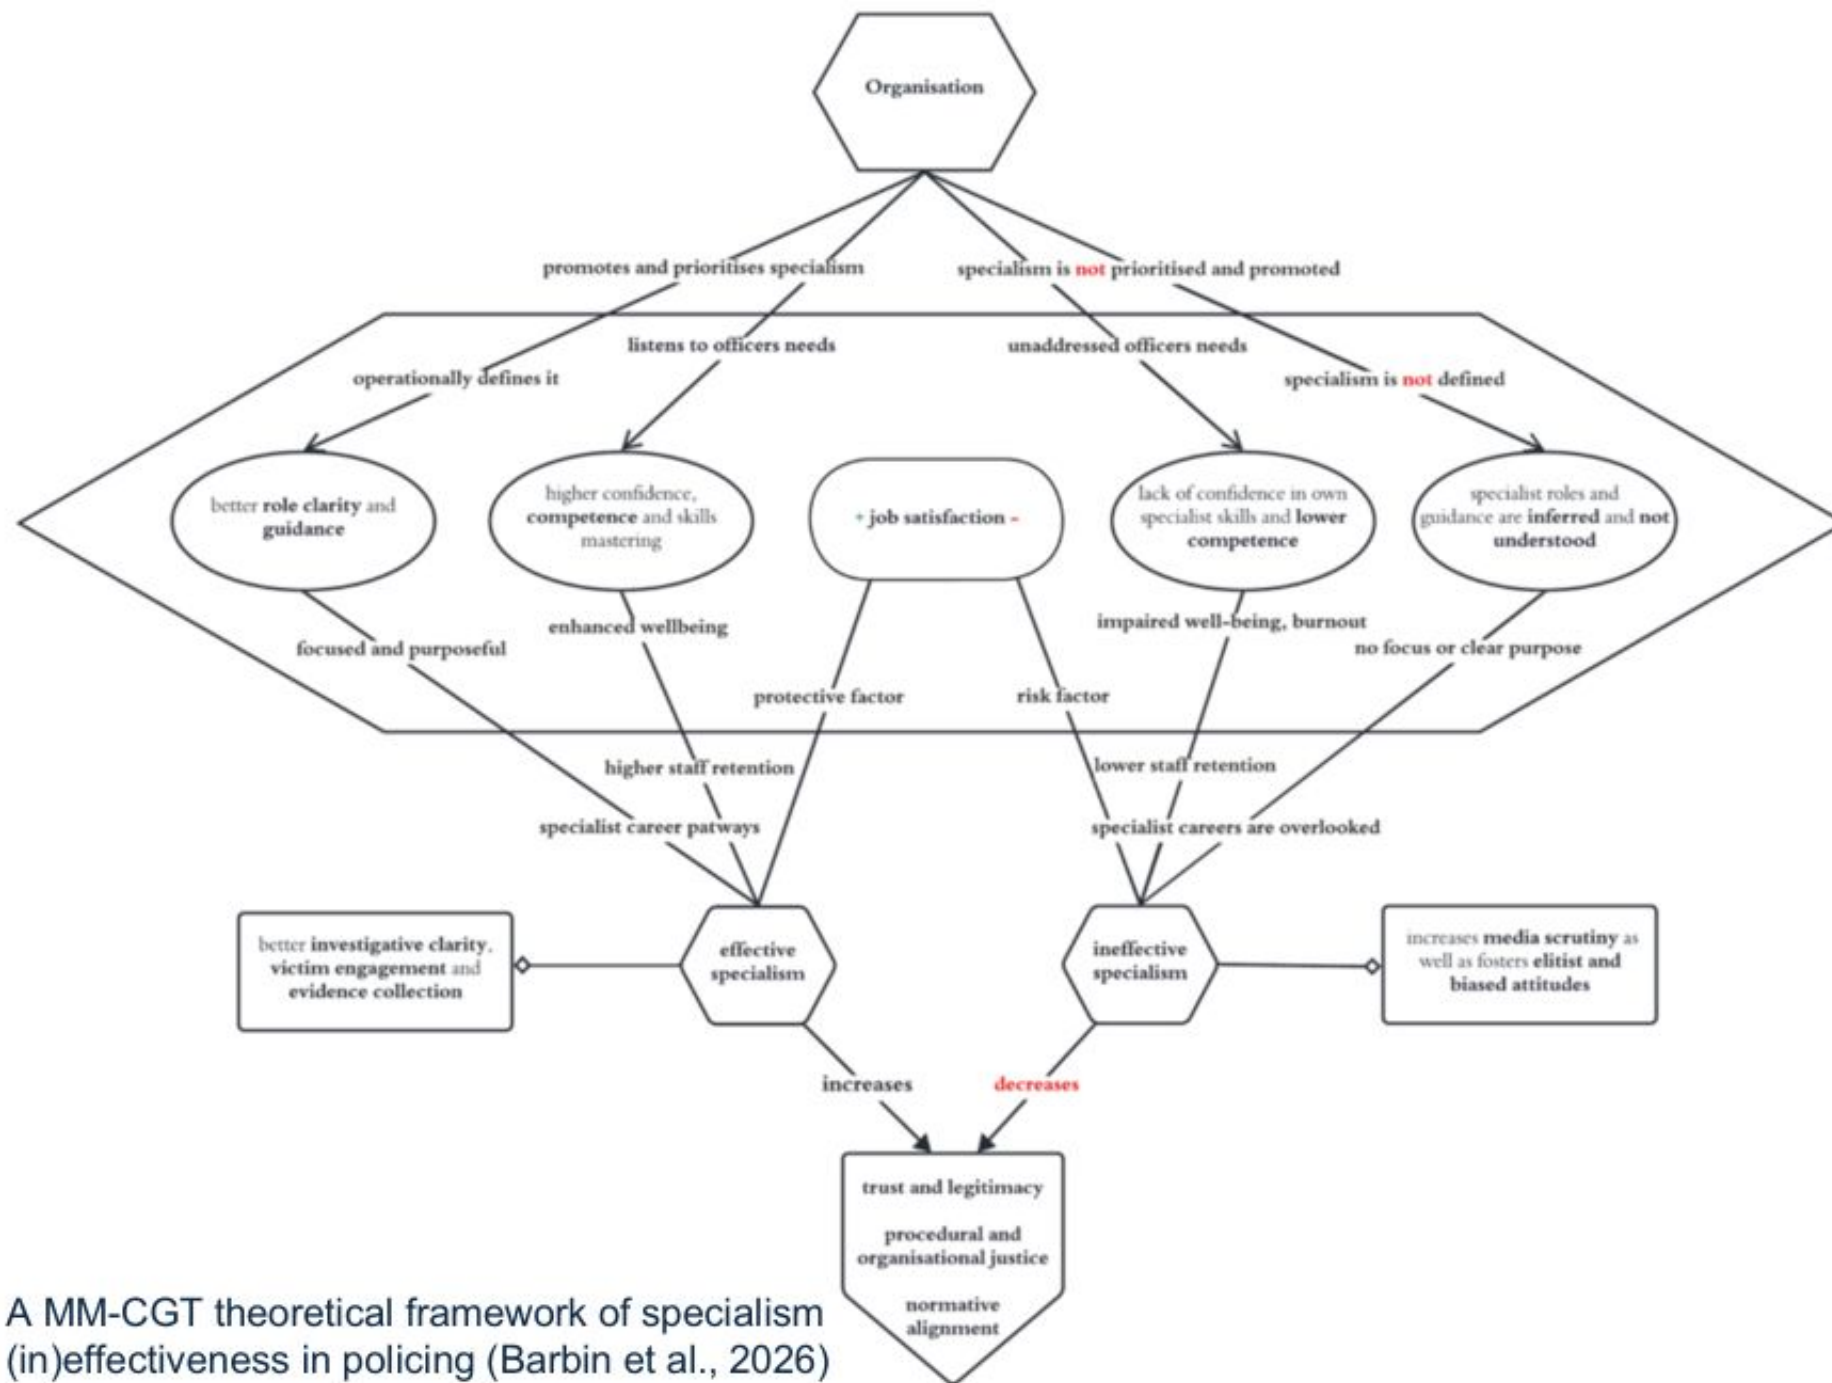 Organisation
promotes and prioritises specialism
specialism is not prioritised and promoted
listens to officers needs
unaddressed officers needs
operationally defines it
specialism is not defined
better role clarity and
guidance
higher confidence,
competence and skills
mastering
+ job satisfaction -
lack of confidence in own
specialist skills and lower
competence
specialist roles and
guidance are inferred and not
understood
focused and purposeful
enhanced wellbeing
impaired well-being, burnout
no focus or clear purpose
protective factor
risk factor
higher staff retention
lower staff retention
specialist career patways
specialist careers are overlooked
better investigative clarity,
victim engagement and
evidence collection
effective
specialism
ineffective
specialism
increases media scrutiny as
well as fosters elitist and
biased attitudes
increases
decreases
trust and legitimacy
procedural and
organisational justice
normative
alignment
A MM-CGT theoretical framework of specialism
(in)effectiveness in policing (Barbin et al., 2026)